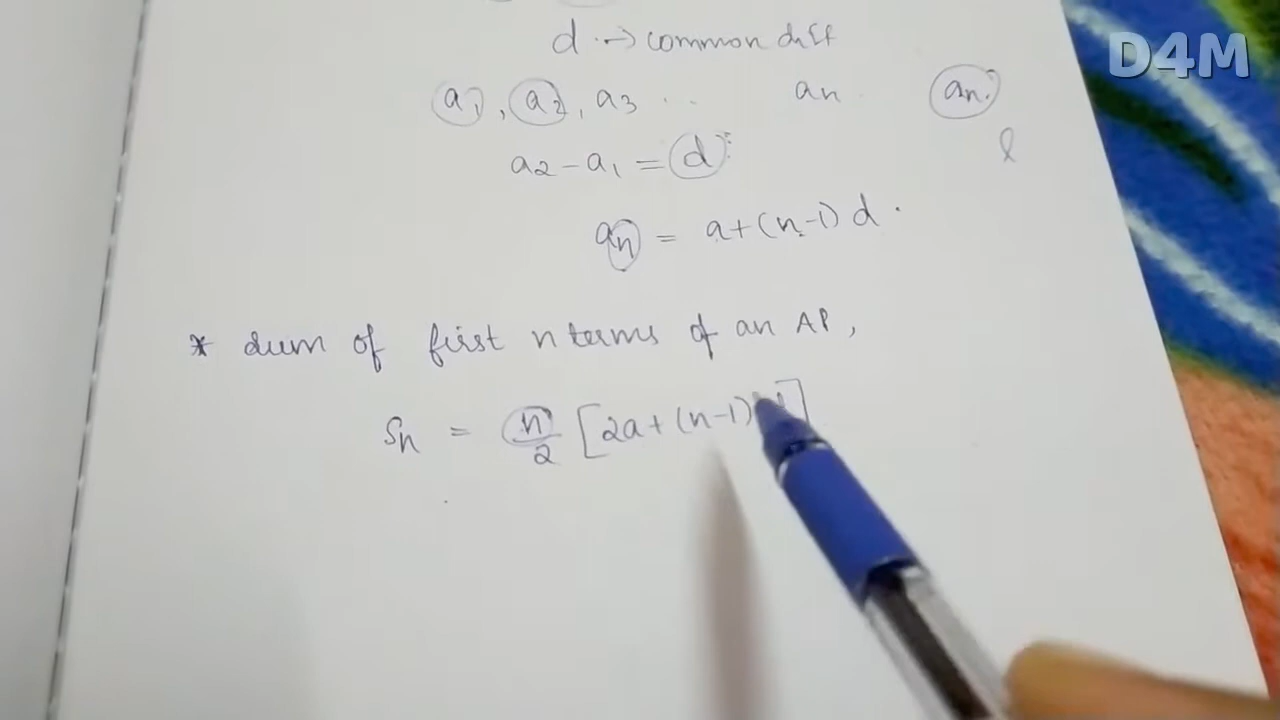 D4M
d → common diff
a1, a2, a3 ... an an.
l
a2 - a1 = d
an = a+(n-1) d.
* Sum of first n terms of an AP,
Sn = n/2 [2a+(n-1) d]